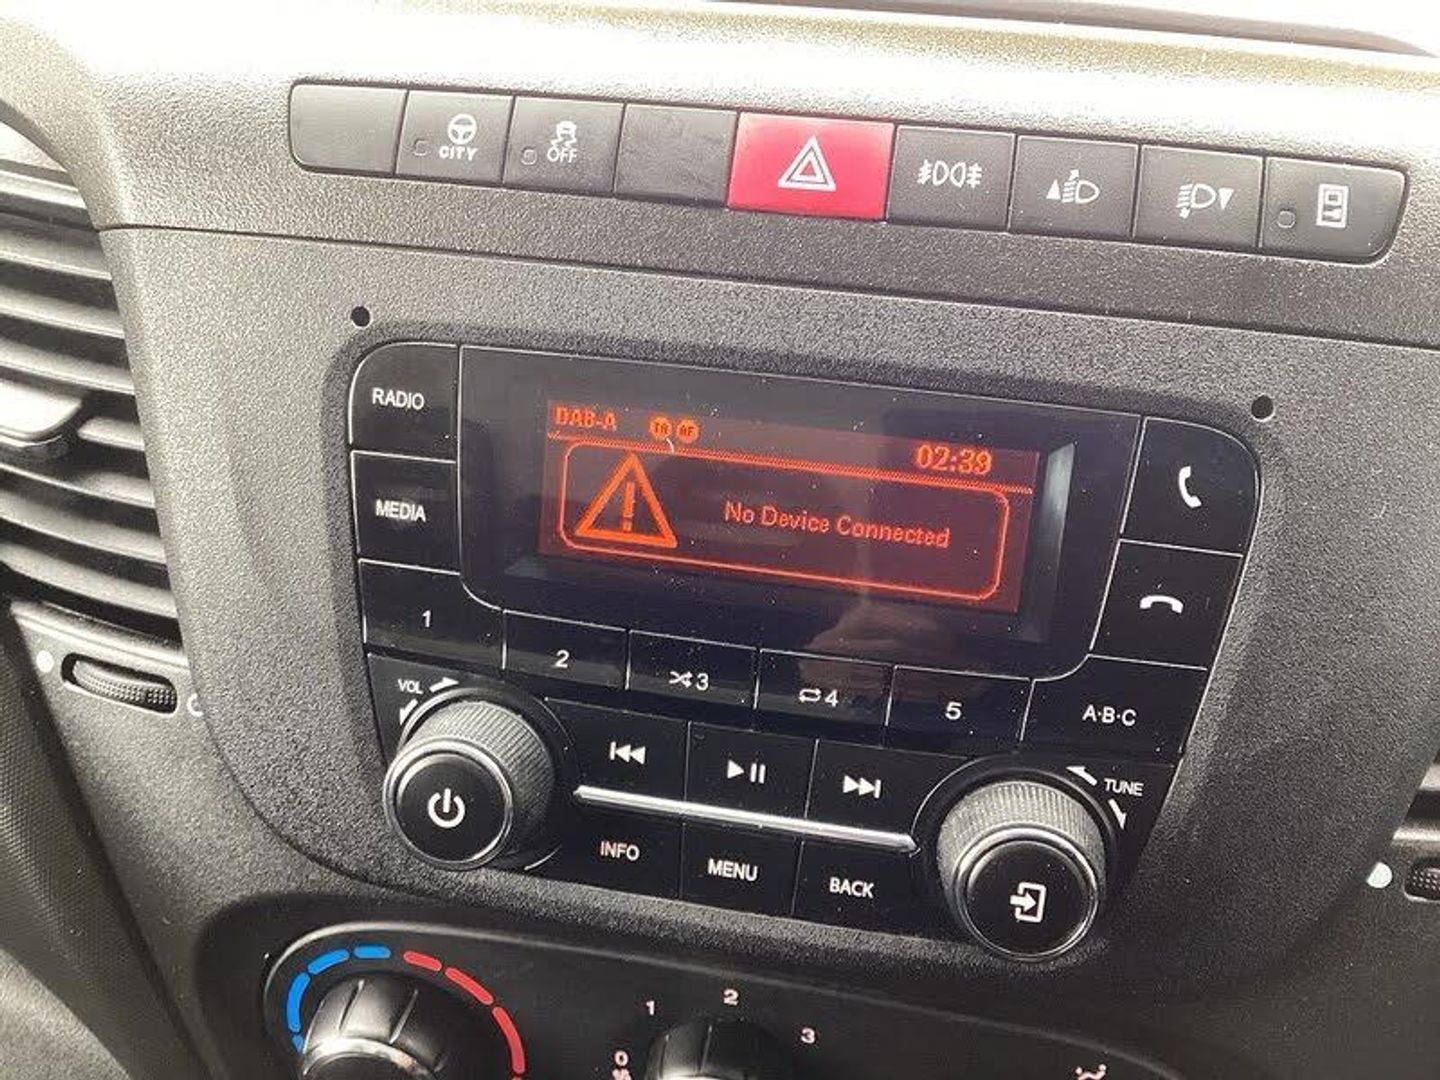 CITY
OFF
RADIO
MEDIA
DAB-A TA AF 02:39
No Device Connected
1 2 3 4 5 A·B·C
VOL
TUNE
INFO MENU BACK
0 1 2 3